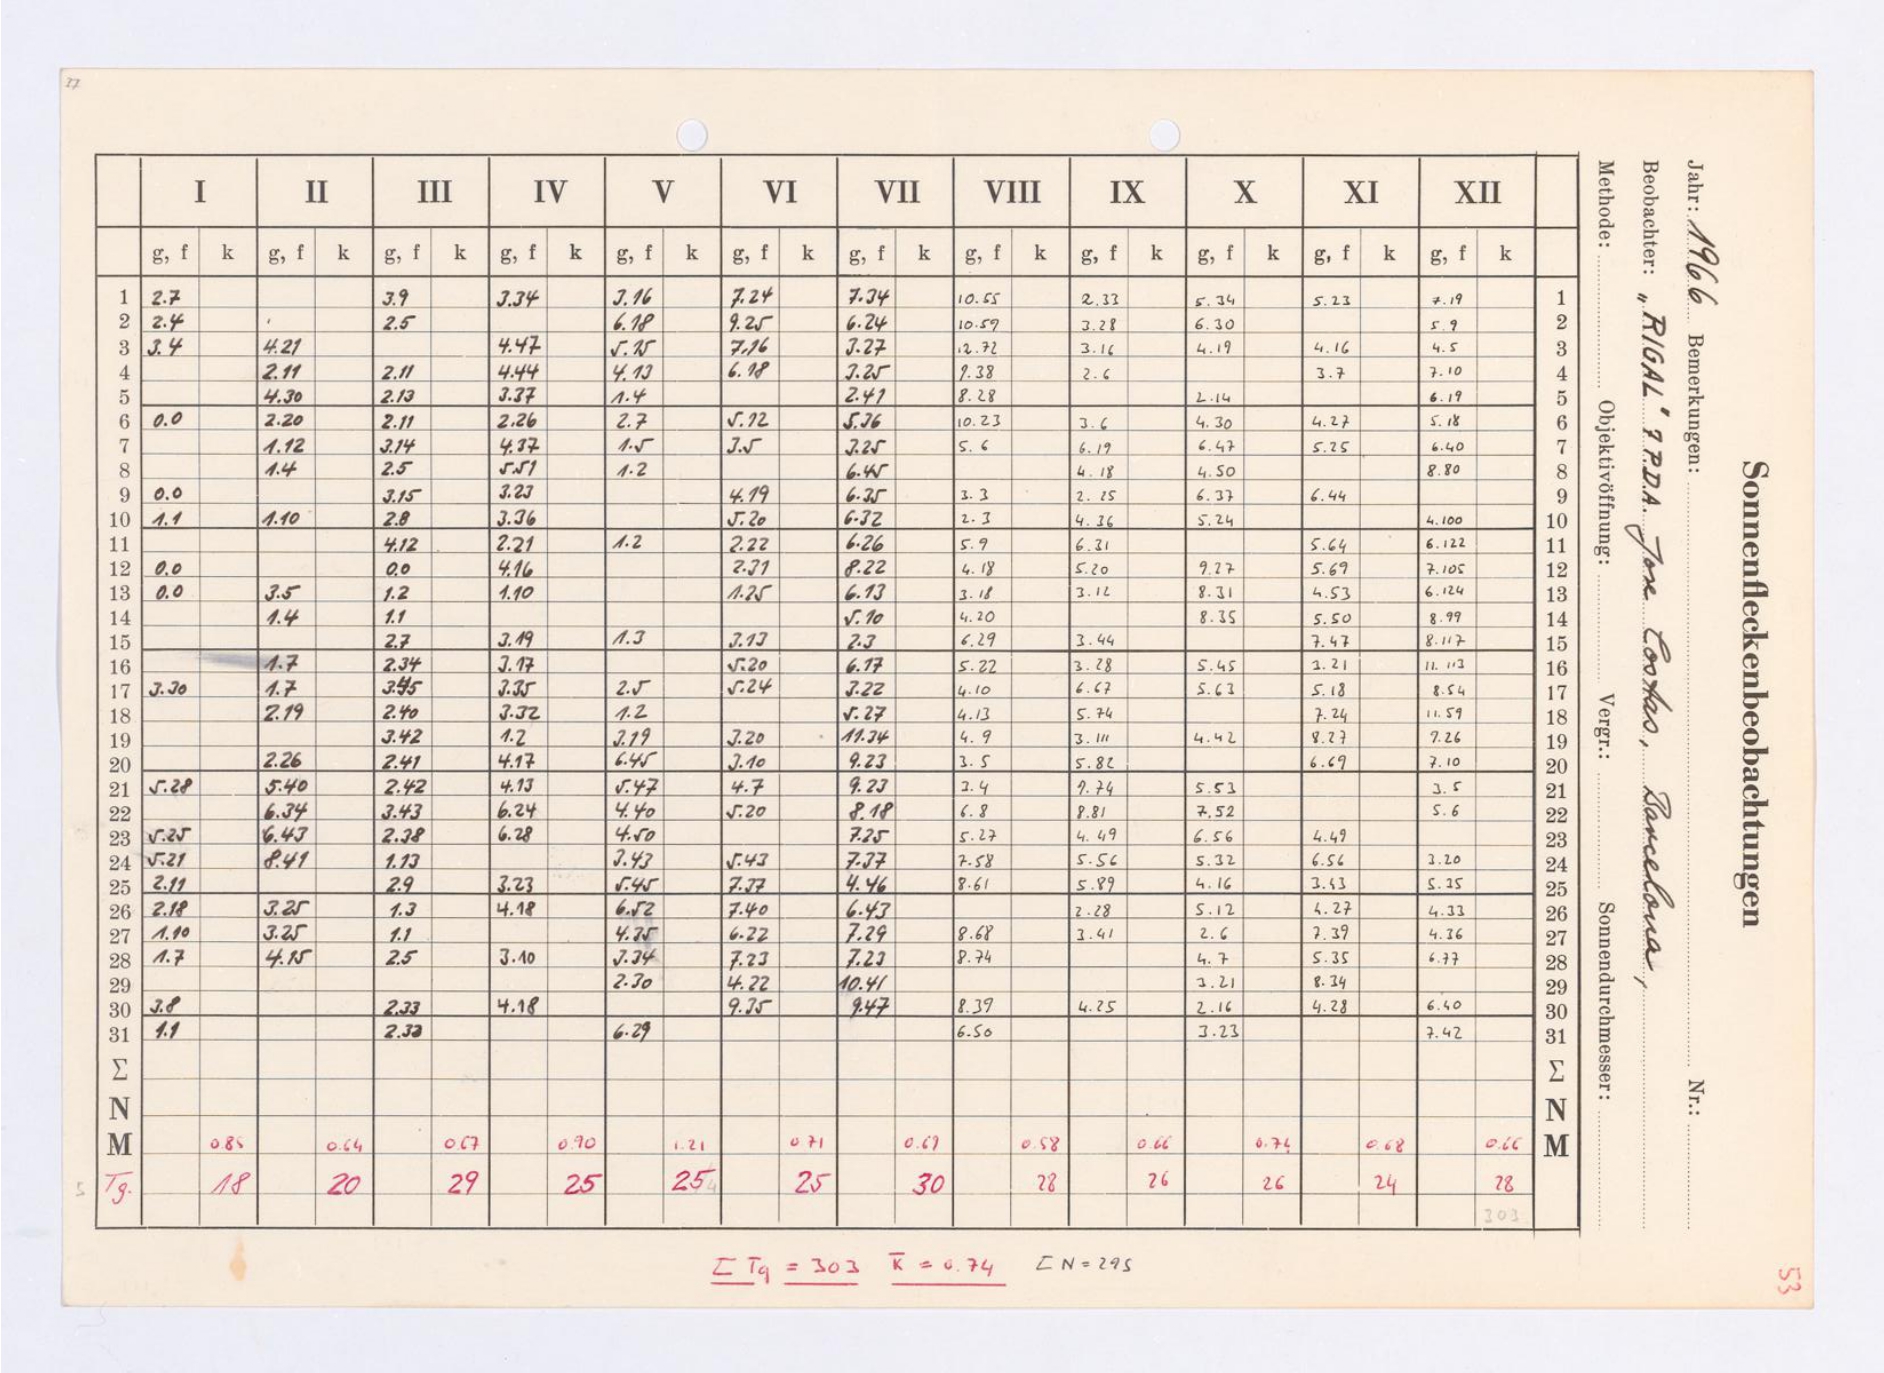 27
I II III IV V VI VII VIII IX X XI XII
g, f k g, f k g, f k g, f k g, f k g, f k g, f k g, f k g, f k g, f k g, f k g, f k
1 2.7 3.9 3.34 3.16 7.24 7.34 10.55 2.33 5.34 5.23 7.19 1
2 2.4 2.5 6.18 9.25 6.24 10.59 3.28 6.30 5.9 2
3 3.4 4.21 4.47 5.15 7.16 3.27 12.72 3.16 4.19 4.16 4.5 3
4 2.11 2.11 4.44 4.13 6.18 3.25 9.38 2.6 3.7 7.10 4
5 4.30 2.13 3.37 1.4 2.41 8.28 2.14 6.19 5
6 0.0 2.20 2.11 2.26 2.7 5.12 5.36 10.23 3.6 4.30 4.27 5.18 6
7 1.12 3.14 4.37 1.5 3.5 3.25 5.6 6.19 6.47 5.25 6.40 7
8 1.4 2.5 5.51 1.2 6.45 4.18 4.50 8.80 8
9 0.0 3.15 3.23 4.19 6.35 3.3 2.25 6.37 6.44 9
10 1.1 1.10 2.8 3.36 5.20 6.32 2.3 4.36 5.24 4.100 10
11 4.12 2.21 1.2 2.22 6.26 5.9 6.31 5.64 6.122 11
12 0.0 0.0 4.16 2.31 8.22 4.18 5.20 9.27 5.69 7.105 12
13 0.0 3.5 1.2 1.10 1.25 6.13 3.18 3.12 8.31 4.53 6.124 13
14 1.4 1.1 5.10 4.20 8.35 5.50 8.99 14
15 2.7 3.19 1.3 3.13 2.3 6.29 3.44 7.47 8.117 15
16 1.7 2.34 3.17 5.20 6.17 5.22 3.28 5.45 3.21 11.113 16
17 3.30 1.7 3.45 3.35 2.5 5.24 3.22 4.10 6.67 5.63 5.18 8.54 17
18 2.19 2.40 3.32 1.2 5.27 4.13 5.74 7.24 11.59 18
19 3.42 1.2 3.19 3.20 11.34 4.9 3.111 4.42 8.27 9.26 19
20 2.26 2.41 4.17 6.45 3.10 9.23 3.5 5.82 6.69 7.10 20
21 5.28 5.40 2.42 4.13 5.47 4.7 9.23 3.4 9.74 5.53 3.5 21
22 6.34 3.43 6.24 4.40 5.20 8.18 6.8 8.81 7.52 5.6 22
23 5.25 6.43 2.38 6.28 4.50 7.25 5.27 4.49 6.56 4.49 23
24 5.21 8.41 1.13 3.43 5.43 7.37 7.58 5.56 5.32 6.56 3.20 24
25 2.11 2.9 3.23 5.45 7.37 4.46 8.61 5.89 4.16 3.43 5.35 25
26 2.18 3.25 1.3 4.18 6.52 7.40 6.43 2.28 5.12 4.27 4.33 26
27 1.10 3.25 1.1 4.35 6.22 7.29 8.68 3.41 2.6 7.39 4.36 27
28 1.7 4.15 2.5 3.10 3.34 7.23 7.23 8.74 4.7 5.35 6.77 28
29 2.30 4.22 10.41 3.21 8.34 29
30 3.8 2.33 4.18 9.35 9.47 8.39 4.25 2.16 4.28 6.40 30
31 1.1 2.33 6.29 6.50 3.23 7.42 31
Σ Σ
N N
M 0.85 0.64 0.67 0.90 1.21 0.71 0.69 0.58 0.66 0.74 0.68 0.66 M
Tg. 18 20 29 25 25 25 30 28 26 26 24 28
303
Σ Tg = 303 K̅ = 0.74 Σ N = 295
Sonnenfleckenbeobachtungen
Jahr: 1966 Bemerkungen: Nr.:
Beobachter: "RIGAL" 7 P.D.A. Jose Costas, Barcelona,
Methode: Objektivöffnung: Vergr.: Sonnendurchmesser:
53